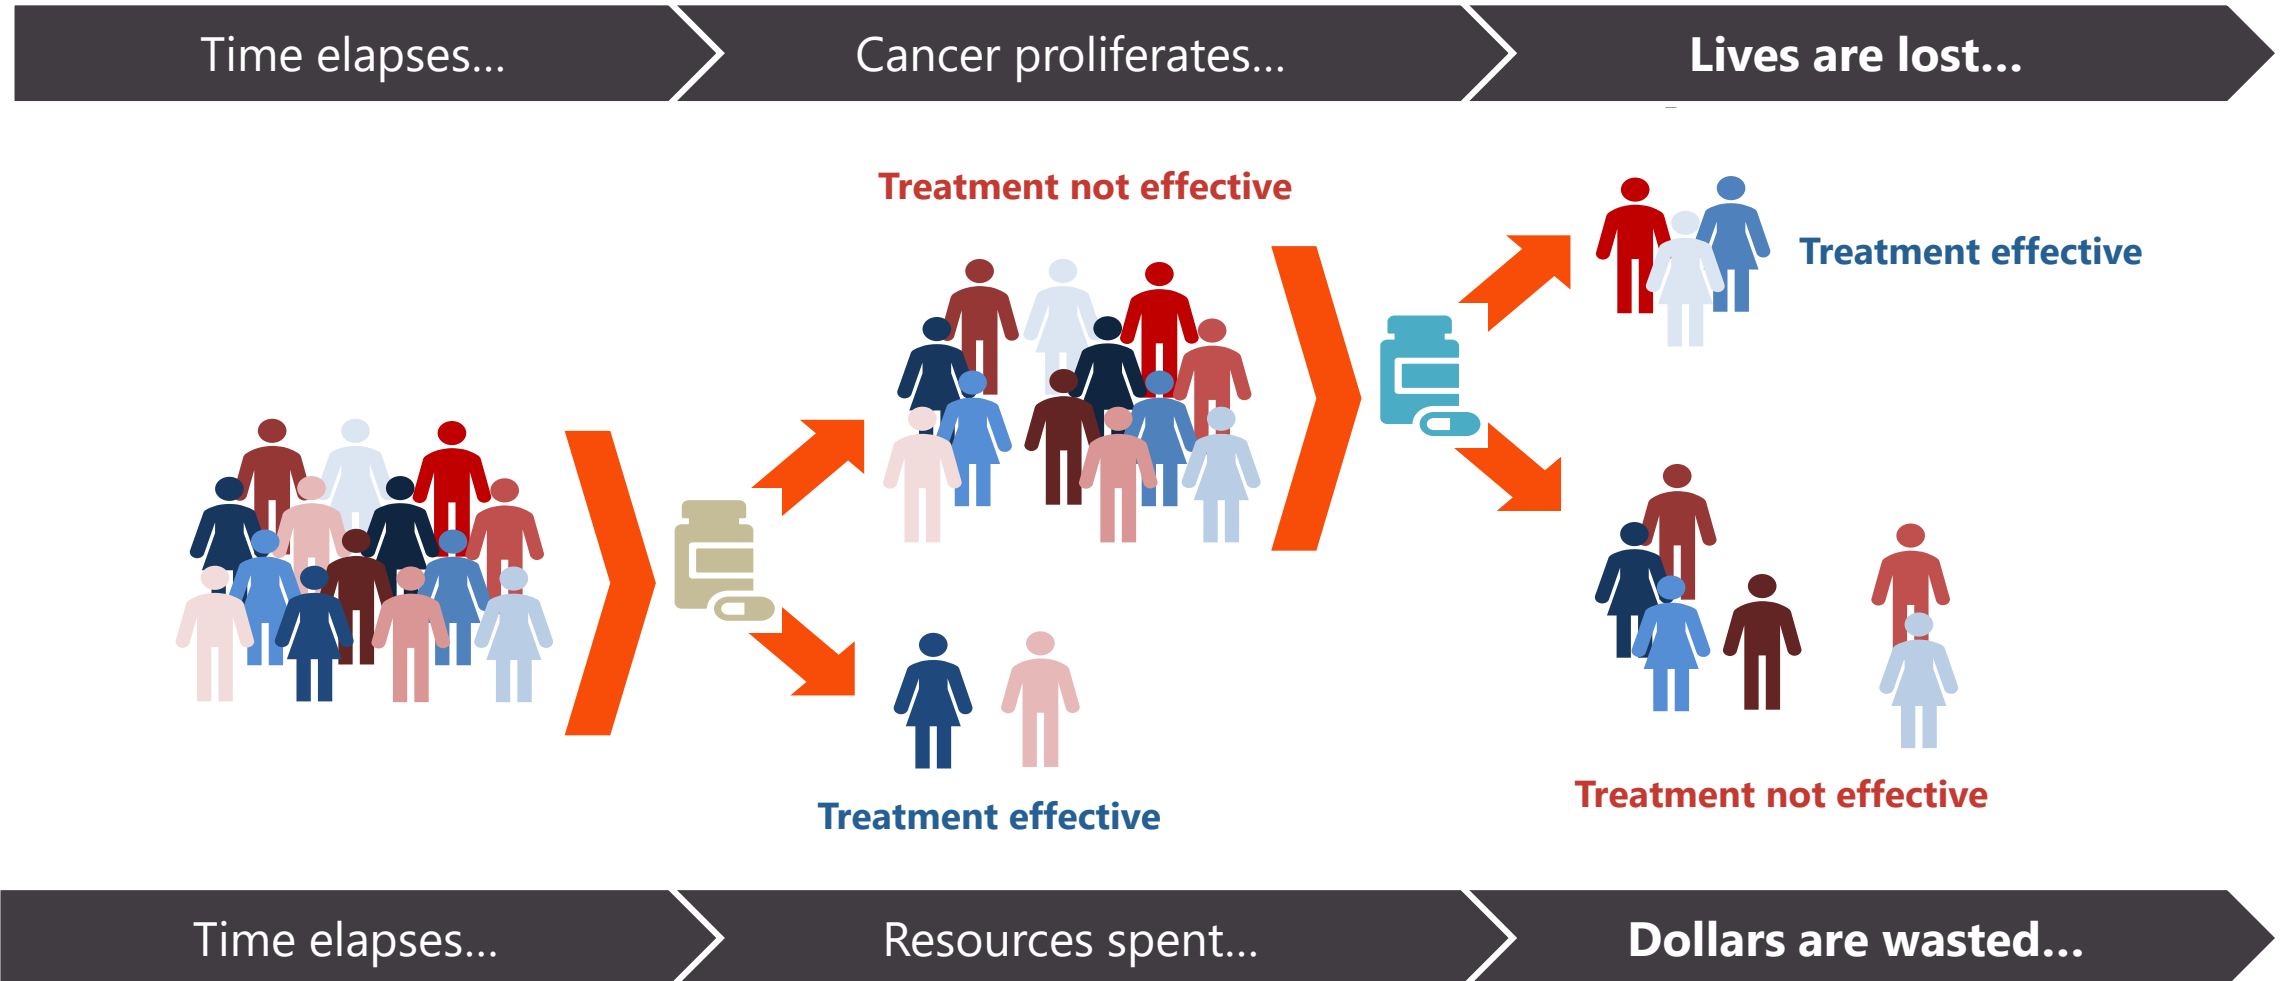 Time elapses...
Cancer proliferates...
Lives are lost...
Treatment not effective
Treatment effective
Treatment effective
Treatment not effective
Time elapses...
Resources spent...
Dollars are wasted...